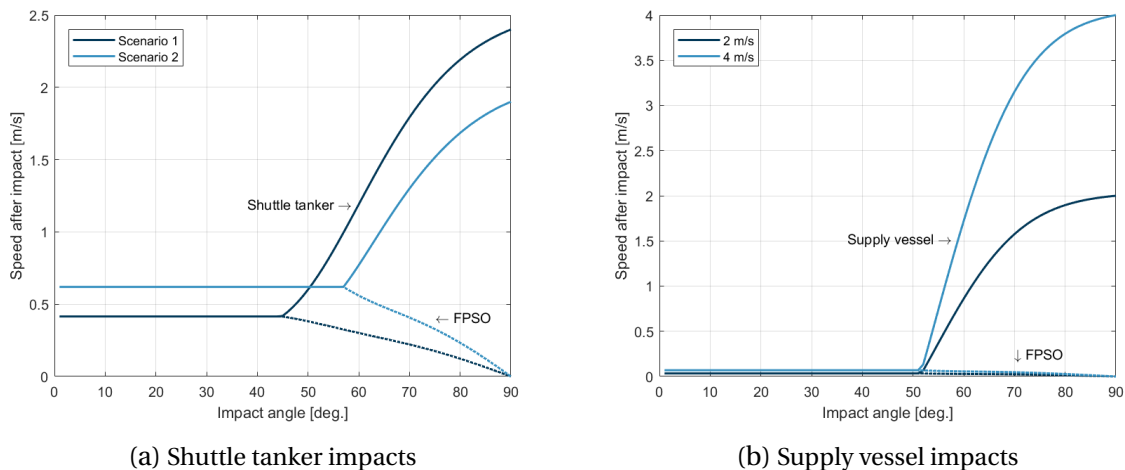 2.5
2
1.5
1
0.5
0
Speed after impact [m/s]
Scenario 1
Scenario 2
Shuttle tanker →
← FPSO
0 10 20 30 40 50 60 70 80 90
Impact angle [deg.]
(a) Shuttle tanker impacts
4
3.5
3
2.5
2
1.5
1
0.5
0
Speed after impact [m/s]
2 m/s
4 m/s
Supply vessel →
↓ FPSO
0 10 20 30 40 50 60 70 80 90
Impact angle [deg.]
(b) Supply vessel impacts